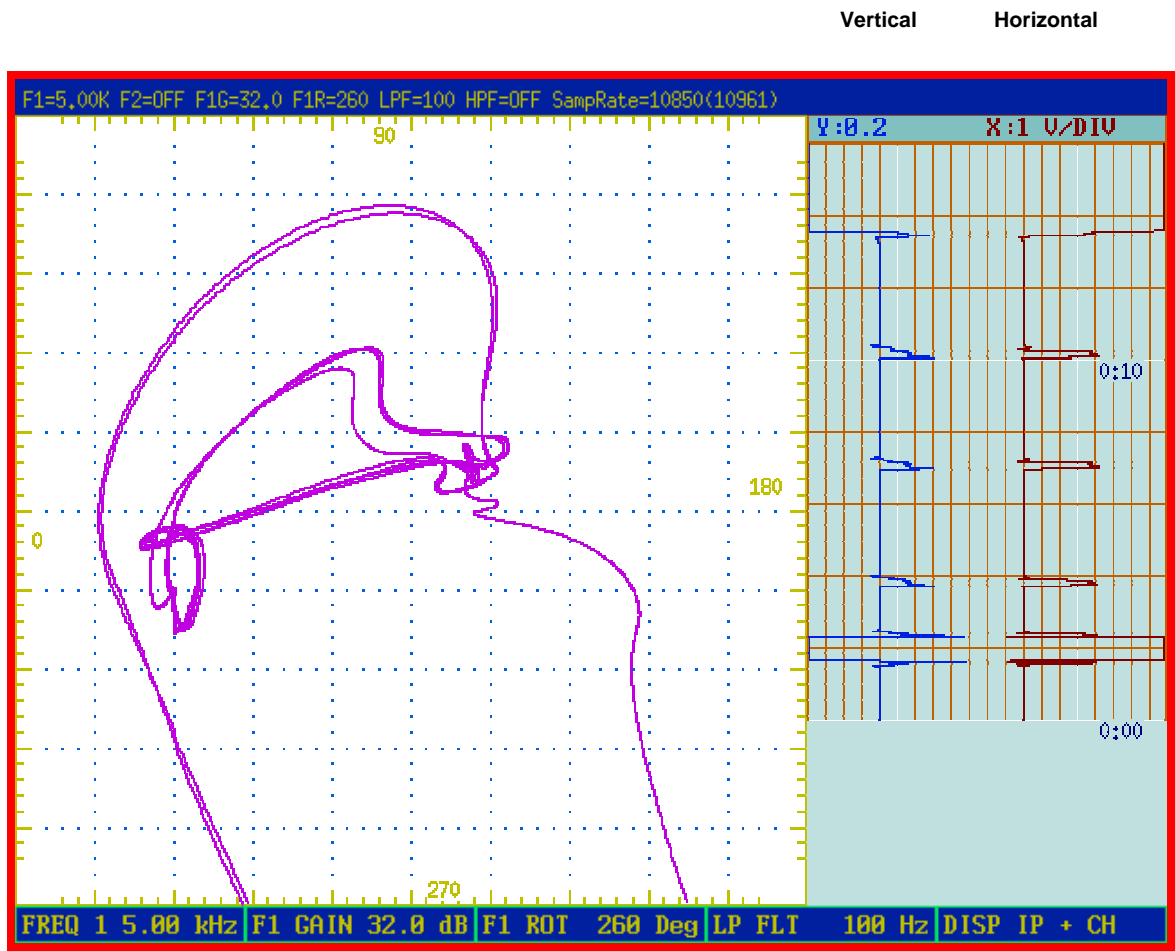 Vertical Horizontal
F1=5.00K F2=OFF F1G=32.0 F1R=260 LPF=100 HPF=OFF SampRate=10850(10961)
Y:0.2 X:1 V/DIV
90
0:10
180
0
0:00
270
FREQ 1 5.00 kHz F1 GAIN 32.0 dB F1 ROT 260 Deg LP FLT 100 Hz DISP IP + CH